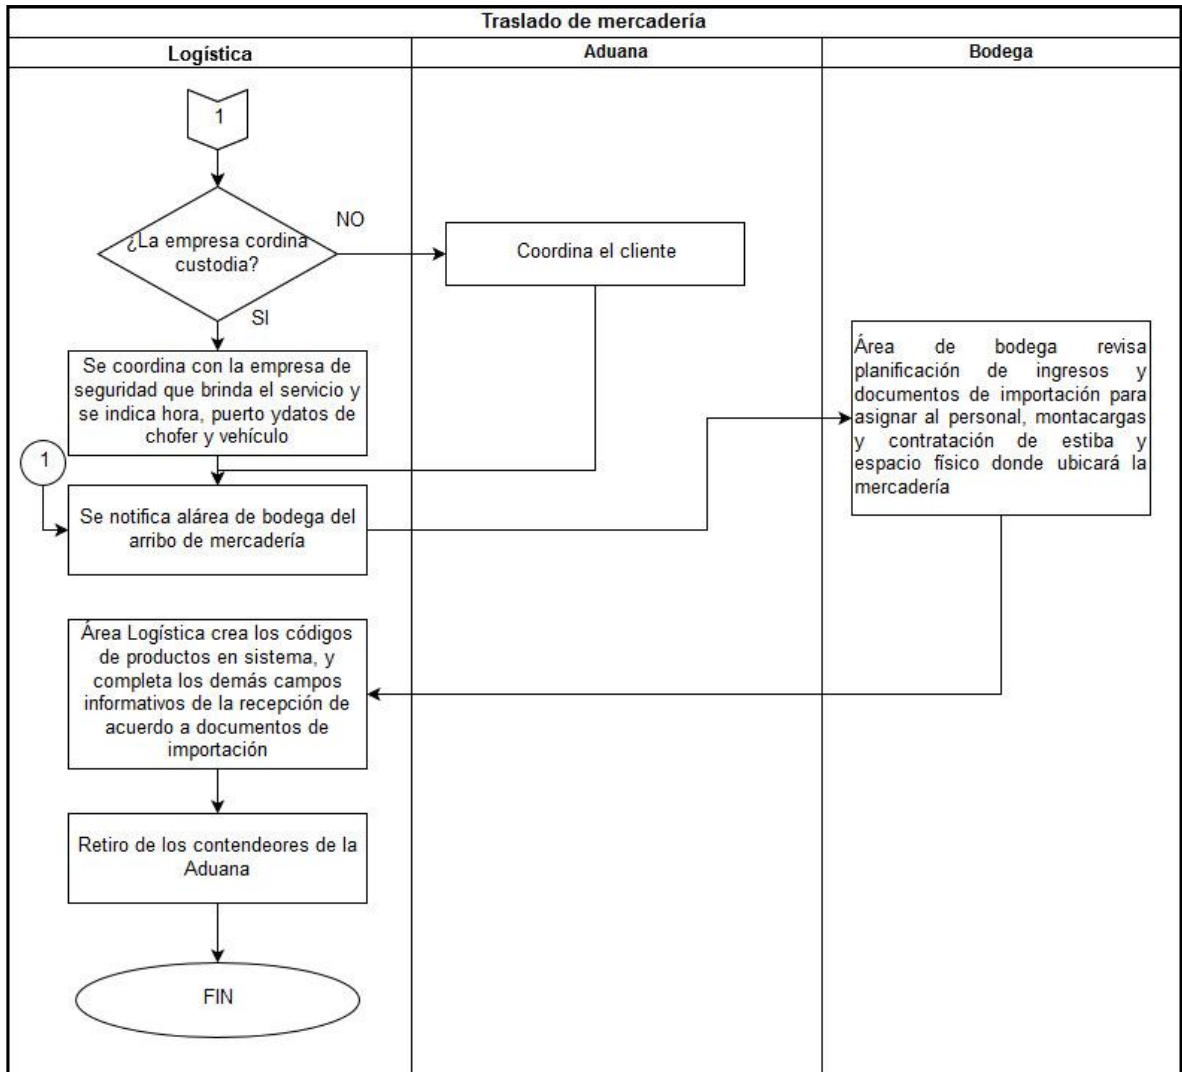 Traslado de mercadería
Logística
Aduana
Bodega
1
¿La empresa cordina
custodia?
NO
SI
Coordina el cliente
Se coordina con la empresa de
seguridad que brinda el servicio y
se indica hora, puerto ydatos de
chofer y vehículo
1
Se notifica alárea de bodega del
arribo de mercadería
Área de bodega revisa
planificación de ingresos y
documentos de importación para
asignar al personal, montacargas
y contratación de estiba y
espacio físico donde ubicará la
mercadería
Área Logística crea los códigos
de productos en sistema, y
completa los demás campos
informativos de la recepción de
acuerdo a documentos de
importación
Retiro de los contendeores de la
Aduana
FIN